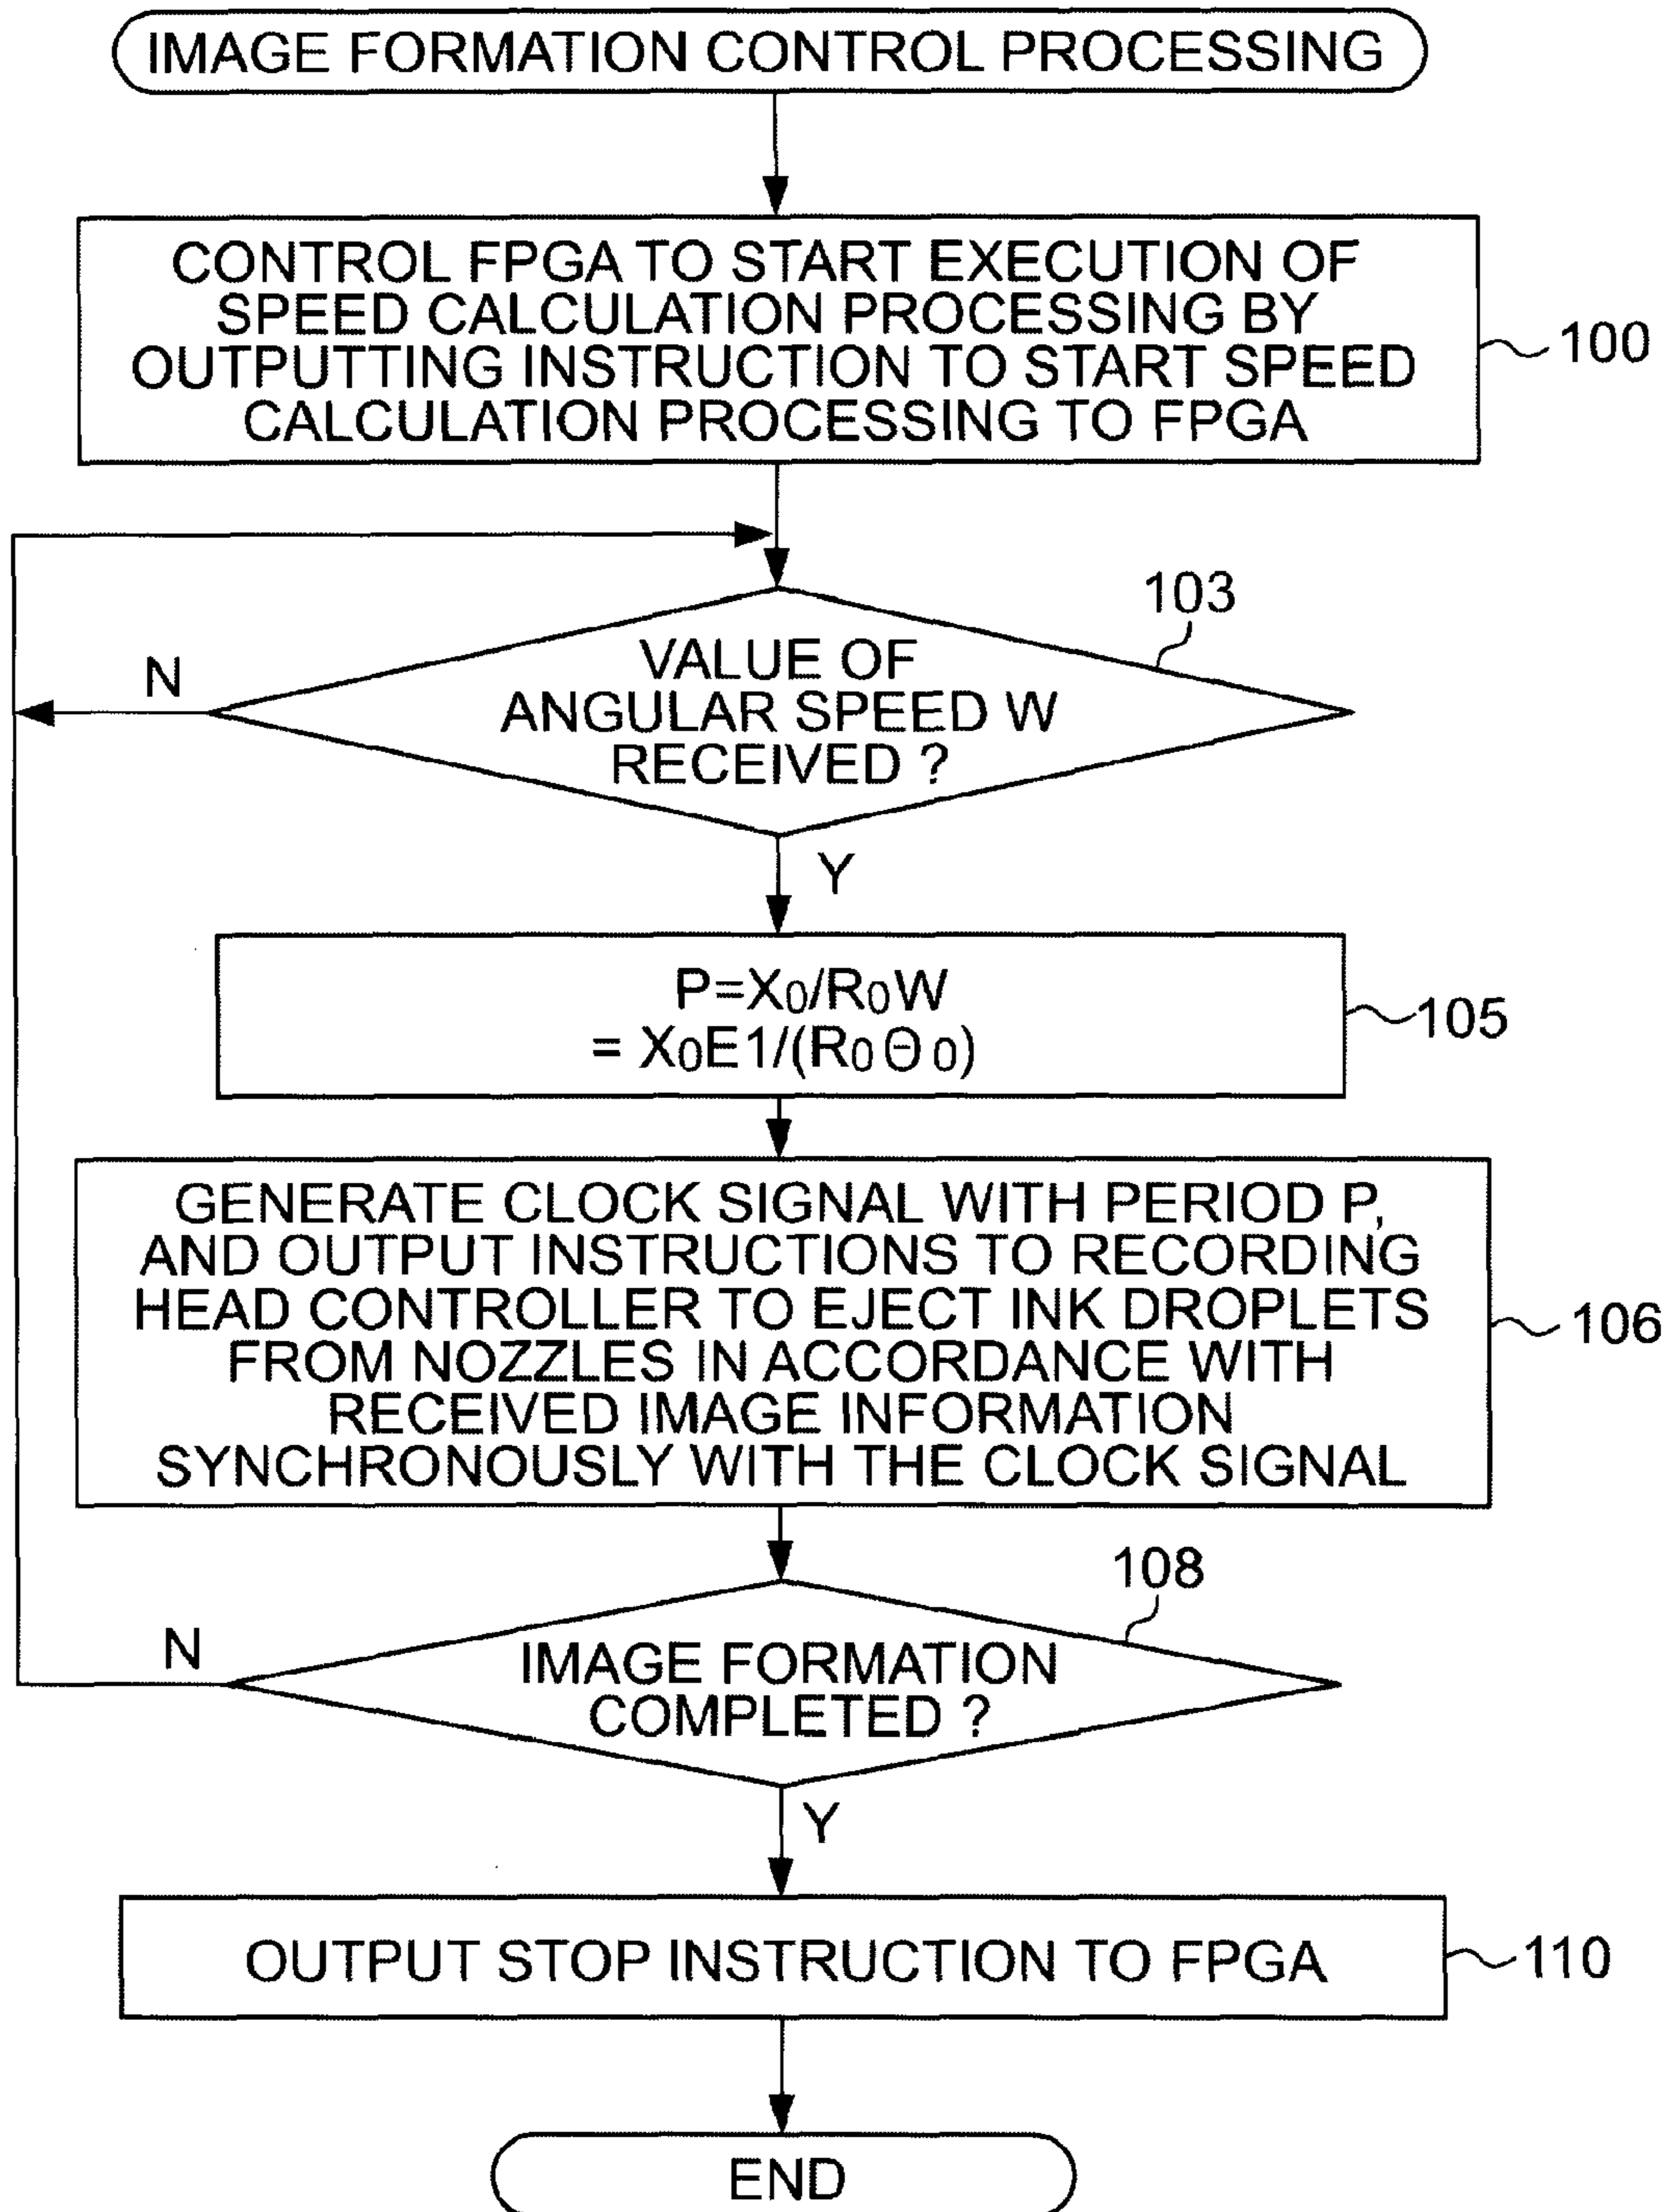 IMAGE FORMATION CONTROL PROCESSING
CONTROL FPGA TO START EXECUTION OF
SPEED CALCULATION PROCESSING BY
OUTPUTTING INSTRUCTION TO START SPEED
CALCULATION PROCESSING TO FPGA
100
103
VALUE OF
ANGULAR SPEED W
RECEIVED ?
N
Y
P=X₀/R₀W
= X₀E1/(R₀Θ₀)
105
GENERATE CLOCK SIGNAL WITH PERIOD P,
AND OUTPUT INSTRUCTIONS TO RECORDING
HEAD CONTROLLER TO EJECT INK DROPLETS
FROM NOZZLES IN ACCORDANCE WITH
RECEIVED IMAGE INFORMATION
SYNCHRONOUSLY WITH THE CLOCK SIGNAL
106
108
N
IMAGE FORMATION
COMPLETED ?
Y
OUTPUT STOP INSTRUCTION TO FPGA
110
END